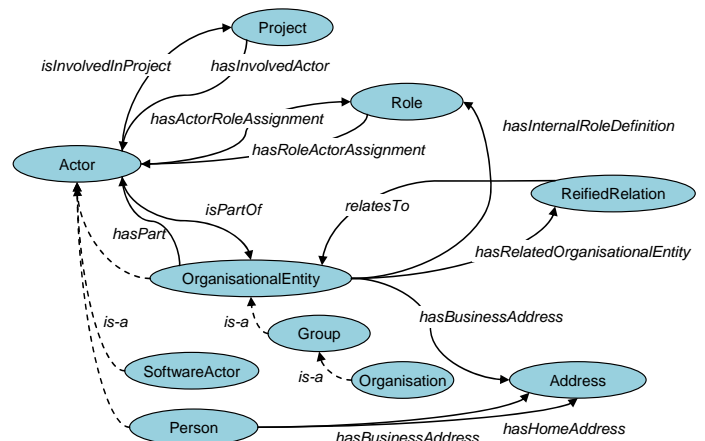 Project
isInvolvedInProject
hasInvolvedActor
Role
hasActorRoleAssignment
hasInternalRoleDefinition
hasRoleActorAssignment
Actor
ReifiedRelation
isPartOf
relatesTo
hasPart
hasRelatedOrganisationalEntity
OrganisationalEntity
hasBusinessAddress
is-a
is-a
Group
SoftwareActor
is-a
Organisation
Address
Person
hasBusinessAddress
hasHomeAddress